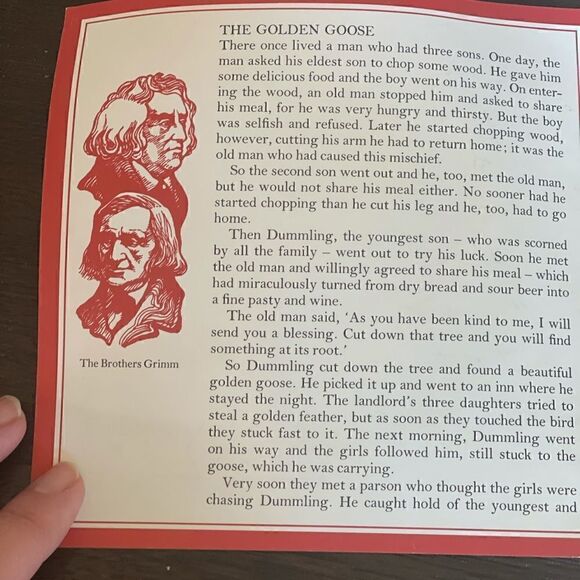 THE GOLDEN GOOSE
There once lived a man who had three sons. One day, the
man asked his eldest son to chop some wood. He gave him
some delicious food and the boy went on his way. On enter-
ing the wood, an old man stopped him and asked to share
his meal, for he was very hungry and thirsty. But the boy
was selfish and refused. Later he started chopping wood,
however, cutting his arm he had to return home; it was the
old man who had caused this mischief.
So the second son went out and he, too, met the old man,
but he would not share his meal either. No sooner had he
started chopping than he cut his leg and he, too, had to go
home.
Then Dummling, the youngest son – who was scorned
by all the family – went out to try his luck. Soon he met
the old man and willingly agreed to share his meal – which
had miraculously turned from dry bread and sour beer into
a fine pasty and wine.
The old man said, ‘As you have been kind to me, I will
send you a blessing. Cut down that tree and you will find
something at its root.’
So Dummling cut down the tree and found a beautiful
golden goose. He picked it up and went to an inn where he
stayed the night. The landlord’s three daughters tried to
steal a golden feather, but as soon as they touched the bird
they stuck fast to it. The next morning, Dummling went
on his way and the girls followed him, still stuck to the
goose, which he was carrying.
Very soon they met a parson who thought the girls were
chasing Dummling. He caught hold of the youngest and
The Brothers Grimm